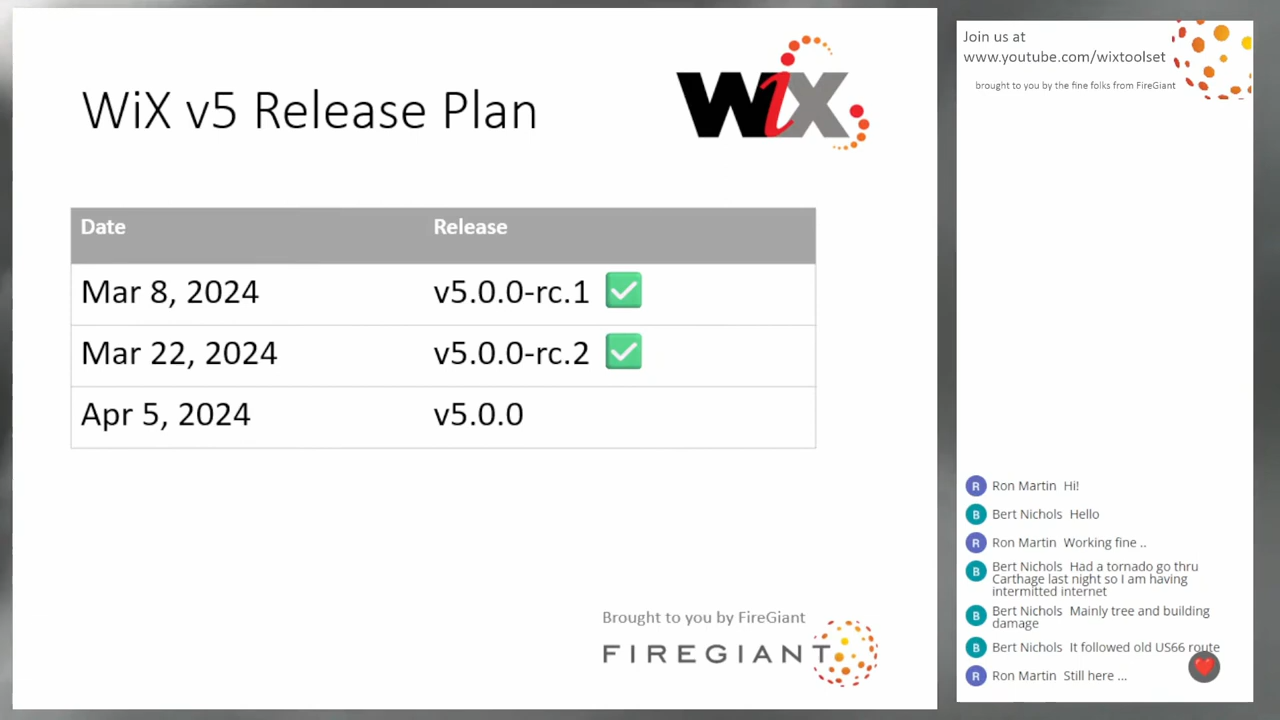 WiX v5 Release Plan
WiX
Date Release
Mar 8, 2024 v5.0.0-rc.1 ✅
Mar 22, 2024 v5.0.0-rc.2 ✅
Apr 5, 2024 v5.0.0
Brought to you by FireGiant
FIREGIANT
Join us at
www.youtube.com/wixtoolset
brought to you by the fine folks from FireGiant
R Ron Martin Hi!
B Bert Nichols Hello
R Ron Martin Working fine ..
B Bert Nichols Had a tornado go thru
Carthage last night so I am having
intermitted internet
B Bert Nichols Mainly tree and building
damage
B Bert Nichols It followed old US66 route
R Ron Martin Still here ...